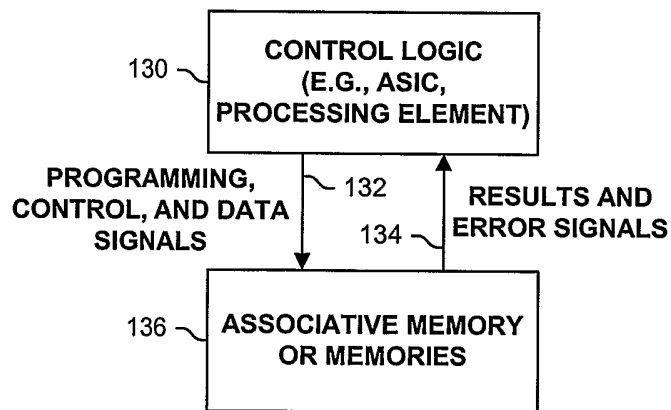 CONTROL LOGIC
(E.G., ASIC,
PROCESSING ELEMENT)
130
PROGRAMMING,
CONTROL, AND DATA
SIGNALS
132
134
RESULTS AND
ERROR SIGNALS
136
ASSOCIATIVE MEMORY
OR MEMORIES